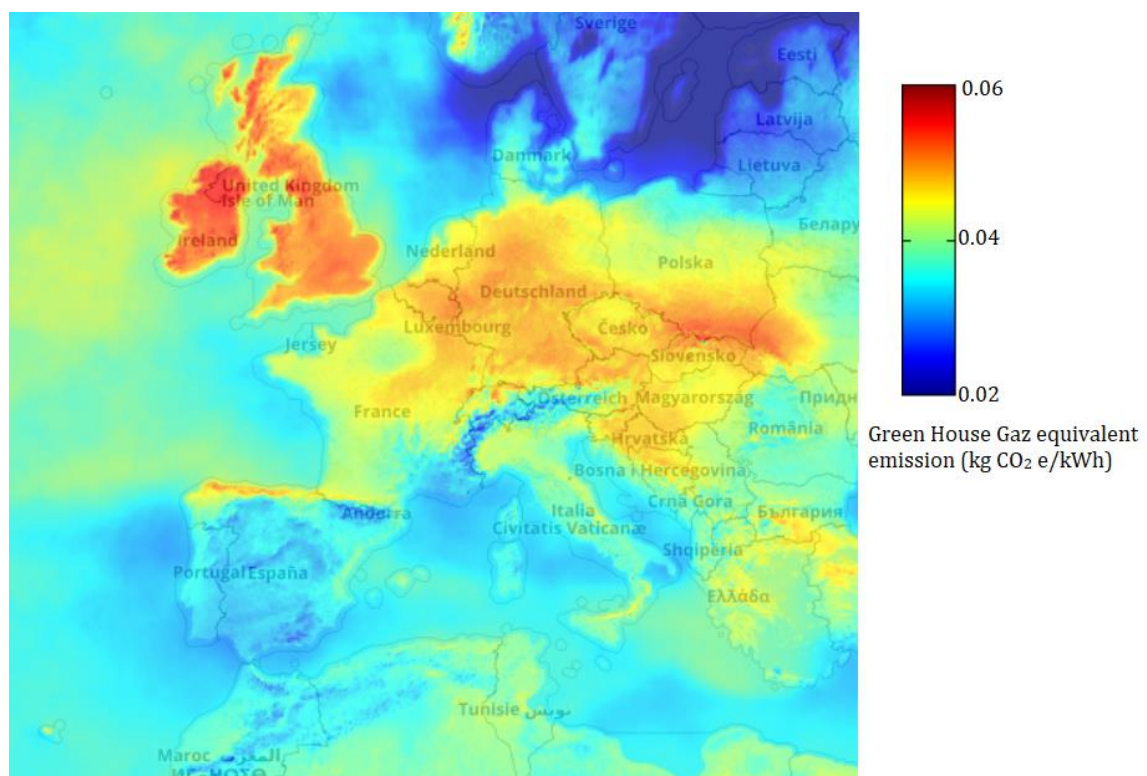 Sverige
Eesti
Latvija
Danmark
Lietuva
United Kingdom
Isle of Man
Белару
Ireland
Nederland
Polska
Deutschland
Luxembourg
Česko
Jersey
Slovensko
Österreich
Magyarország
Придн
France
România
Hrvatska
Bosna i Hercegovina
Crna Gora
Andorra
Italia
България
Civitatis Vaticanæ
Shqipëria
Portugal
España
Ελλάδα
Tunisie تونس
Maroc المغرب
0.06
0.04
0.02
Green House Gaz equivalent
emission (kg CO₂ e/kWh)